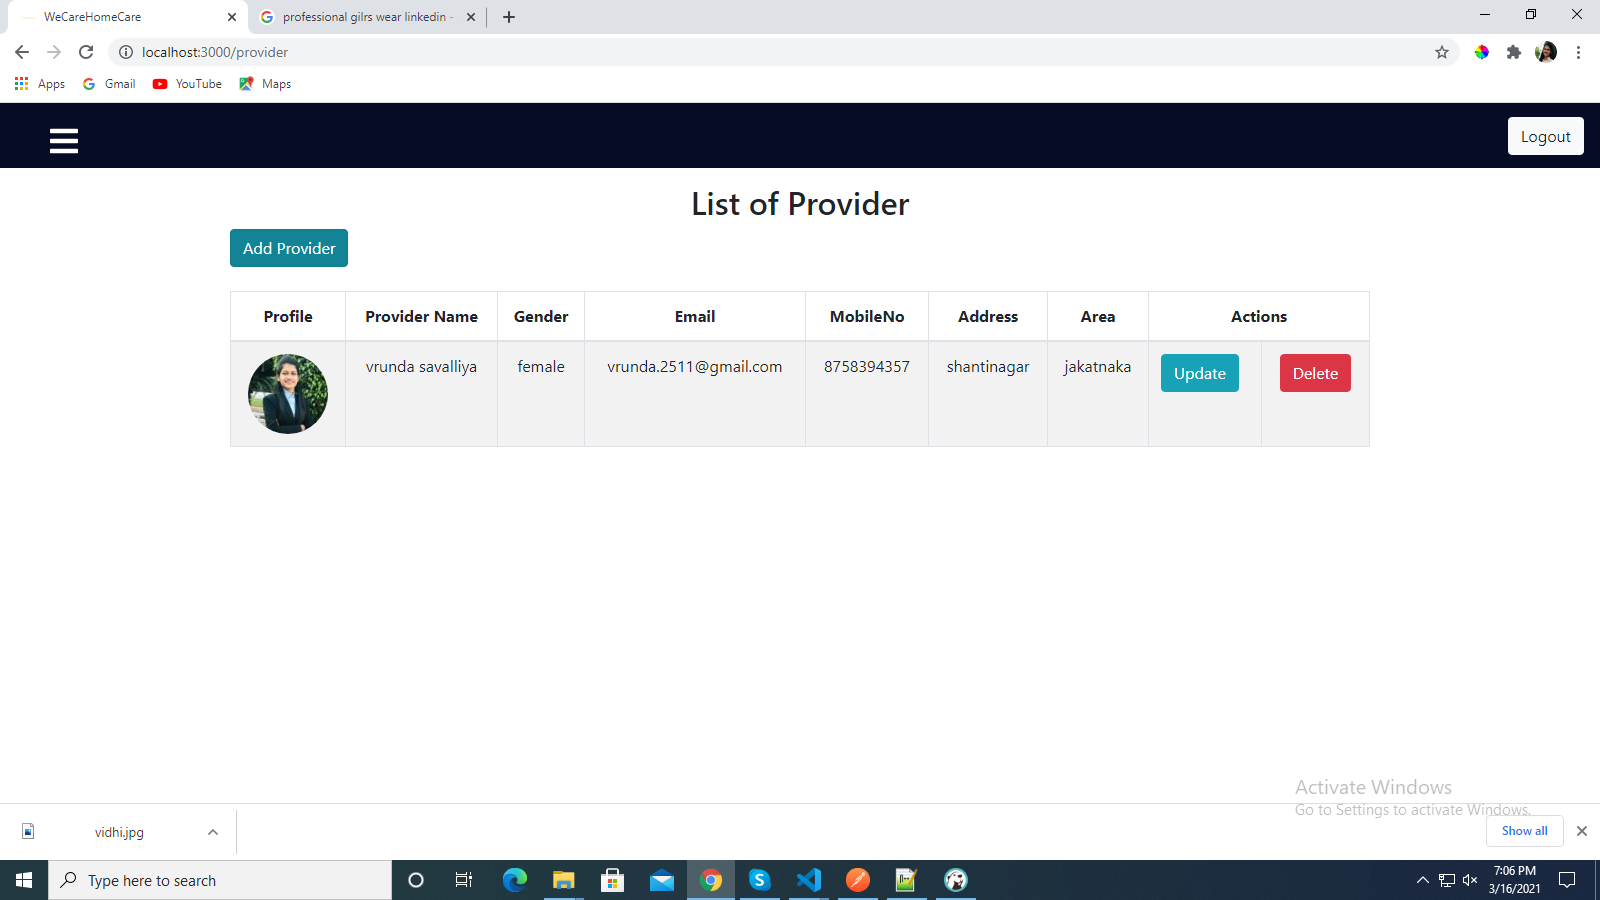 WeCareHomeCare
professional gilrs wear linkedin -
localhost:3000/provider
Apps
Gmail
YouTube
Maps
Logout
List of Provider
Add Provider
Profile Provider Name Gender Email MobileNo Address Area Actions
vrunda savalliya female vrunda.2511@gmail.com 8758394357 shantinagar jakatnaka Update Delete
Activate Windows
Go to Settings to activate Windows.
vidhi.jpg
Show all
Type here to search
7:06 PM
3/16/2021